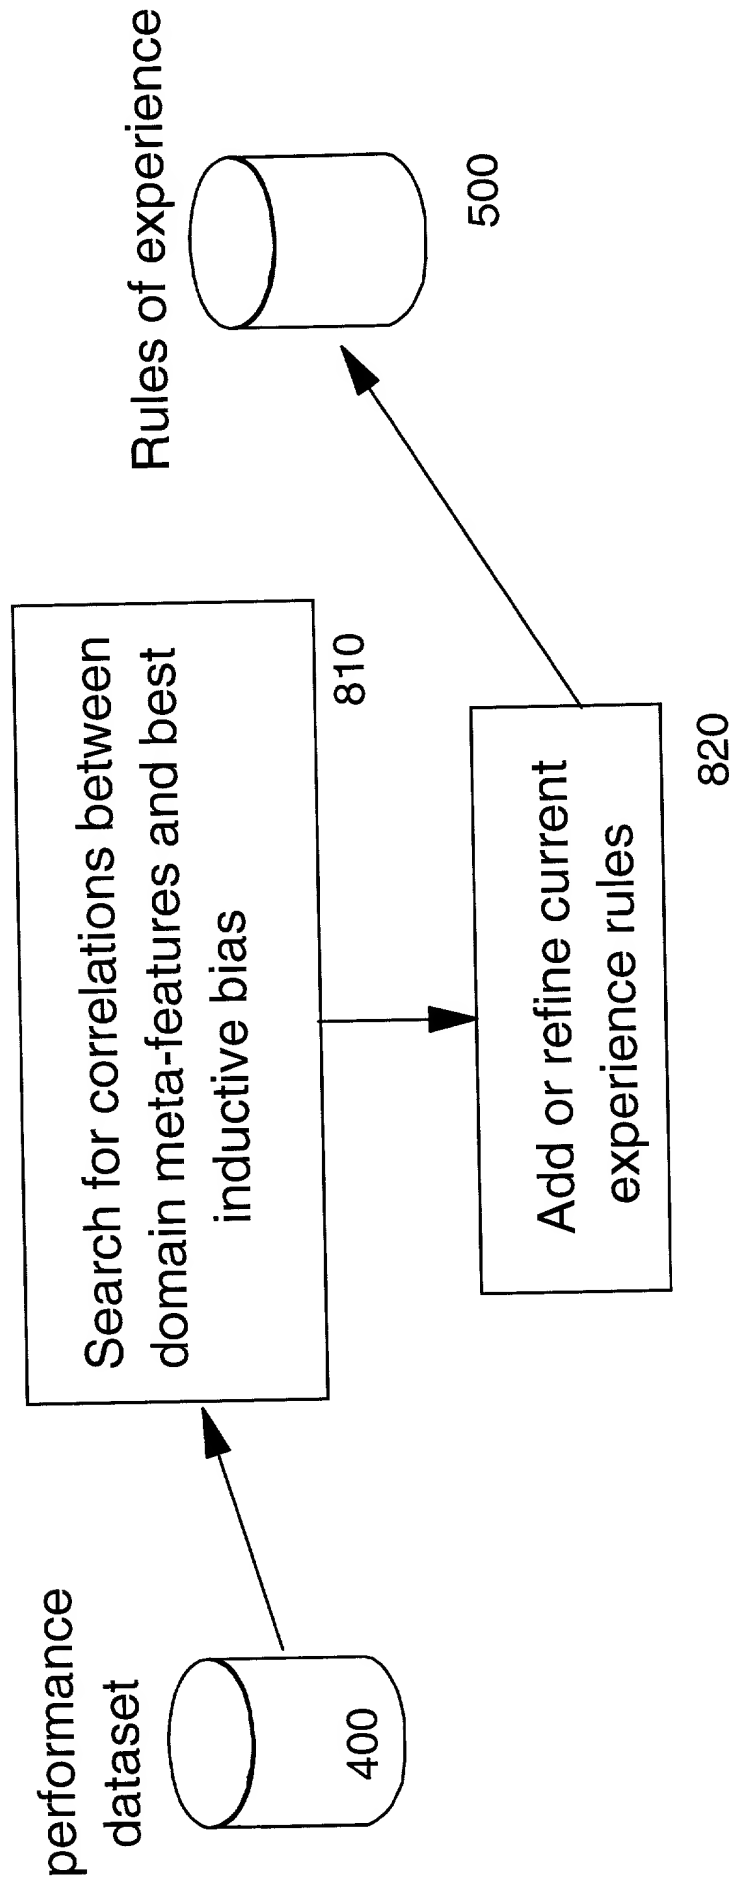 performance
dataset
400
Search for correlations between
domain meta-features and best
inductive bias
810
Add or refine current
experience rules
820
Rules of experience
500